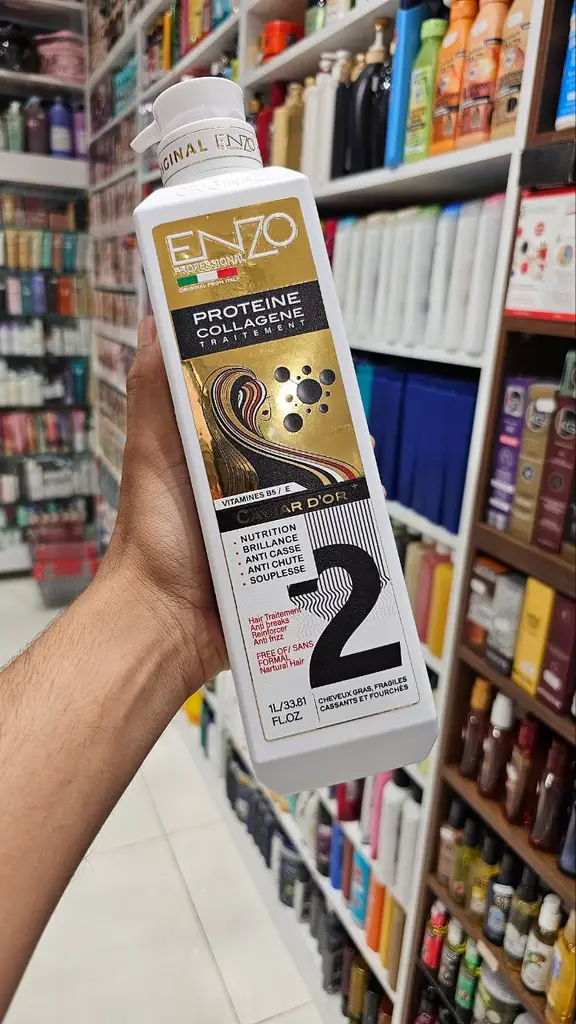 ORIGINAL ENZO
ORIGINAL
ENZO
PROFESSIONAL
ORIGINAL FROM ITALY
PROTEINE
COLLAGENE
TRAITEMENT
VITAMINES B5 / E
CAVIAR D'OR+
• NUTRITION
• BRILLANCE
• ANTI CASSE
• ANTI CHUTE
• SOUPLESSE
2
Hair Traitement
Anti breaks
Reinforcer
Anti frizz
FREE OF/ SANS
FORMAL
Nartural Hair
1L/33.81
FL.OZ
CHEVEUX GRAS, FRAGILES
CASSANTS ET FOURCHÉS